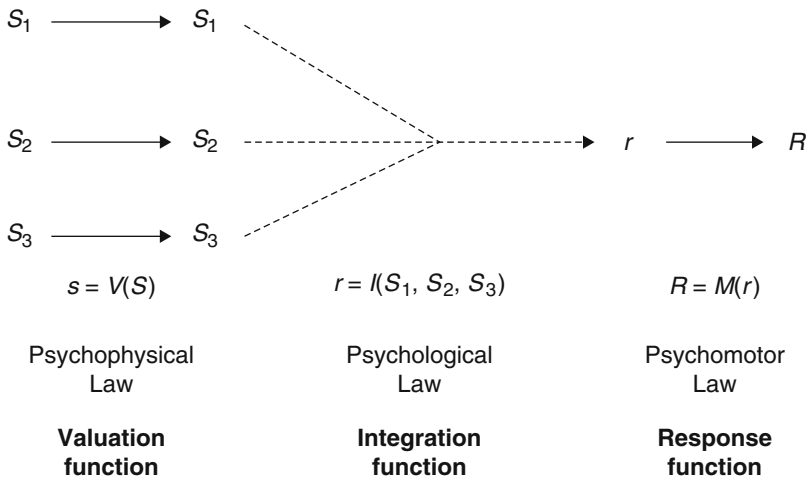 S₁ S₁
S₂ S₂ r R
S₃ S₃
s = V(S) r = I(S₁, S₂, S₃) R = M(r)
Psychophysical Psychological Psychomotor
Law Law Law
Valuation Integration Response
function function function